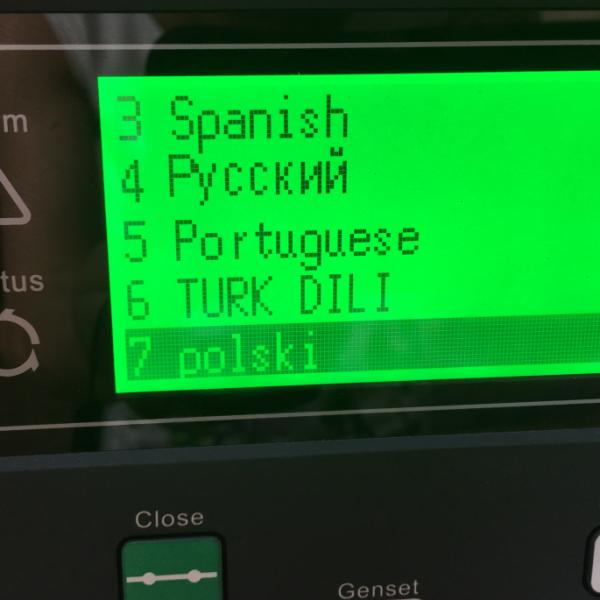 3 Spanish
4 Русский
5 Portuguese
6 TURK DILI
7 polski
m
tus
Close
Genset